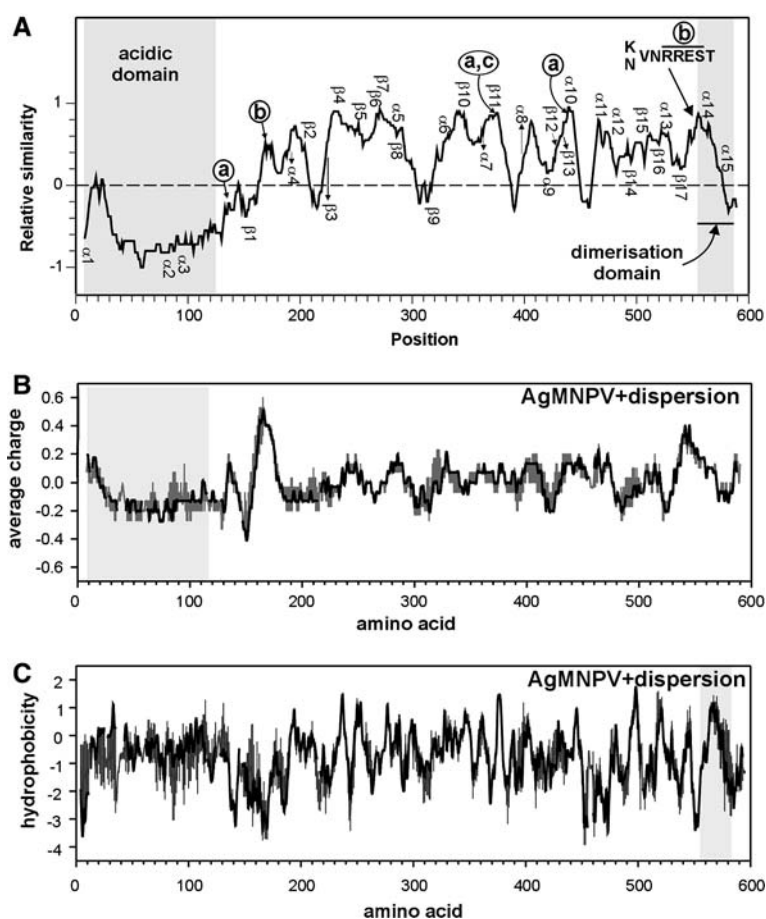 A
acidic
domain
a
b
a,c
a
b
K
N
VNRREST
dimerisation
domain
α1
α2
α3
β1
α4
β2
β3
β4
β5
β6
β7
α5
β8
β9
α6
β10
α7
β11
α8
α9
β12
α10
β13
α11
α12
β14
β15
β16
α13
β17
α14
α15
Relative similarity
1
0
-1
0 100 200 300 400 500 600
Position
B
AgMNPV+dispersion
average charge
0.6
0.4
0.2
0.0
-0.2
-0.4
-0.6
0 100 200 300 400 500 600
amino acid
C
AgMNPV+dispersion
hydrophobicity
2
1
0
-1
-2
-3
-4
0 100 200 300 400 500 600
amino acid